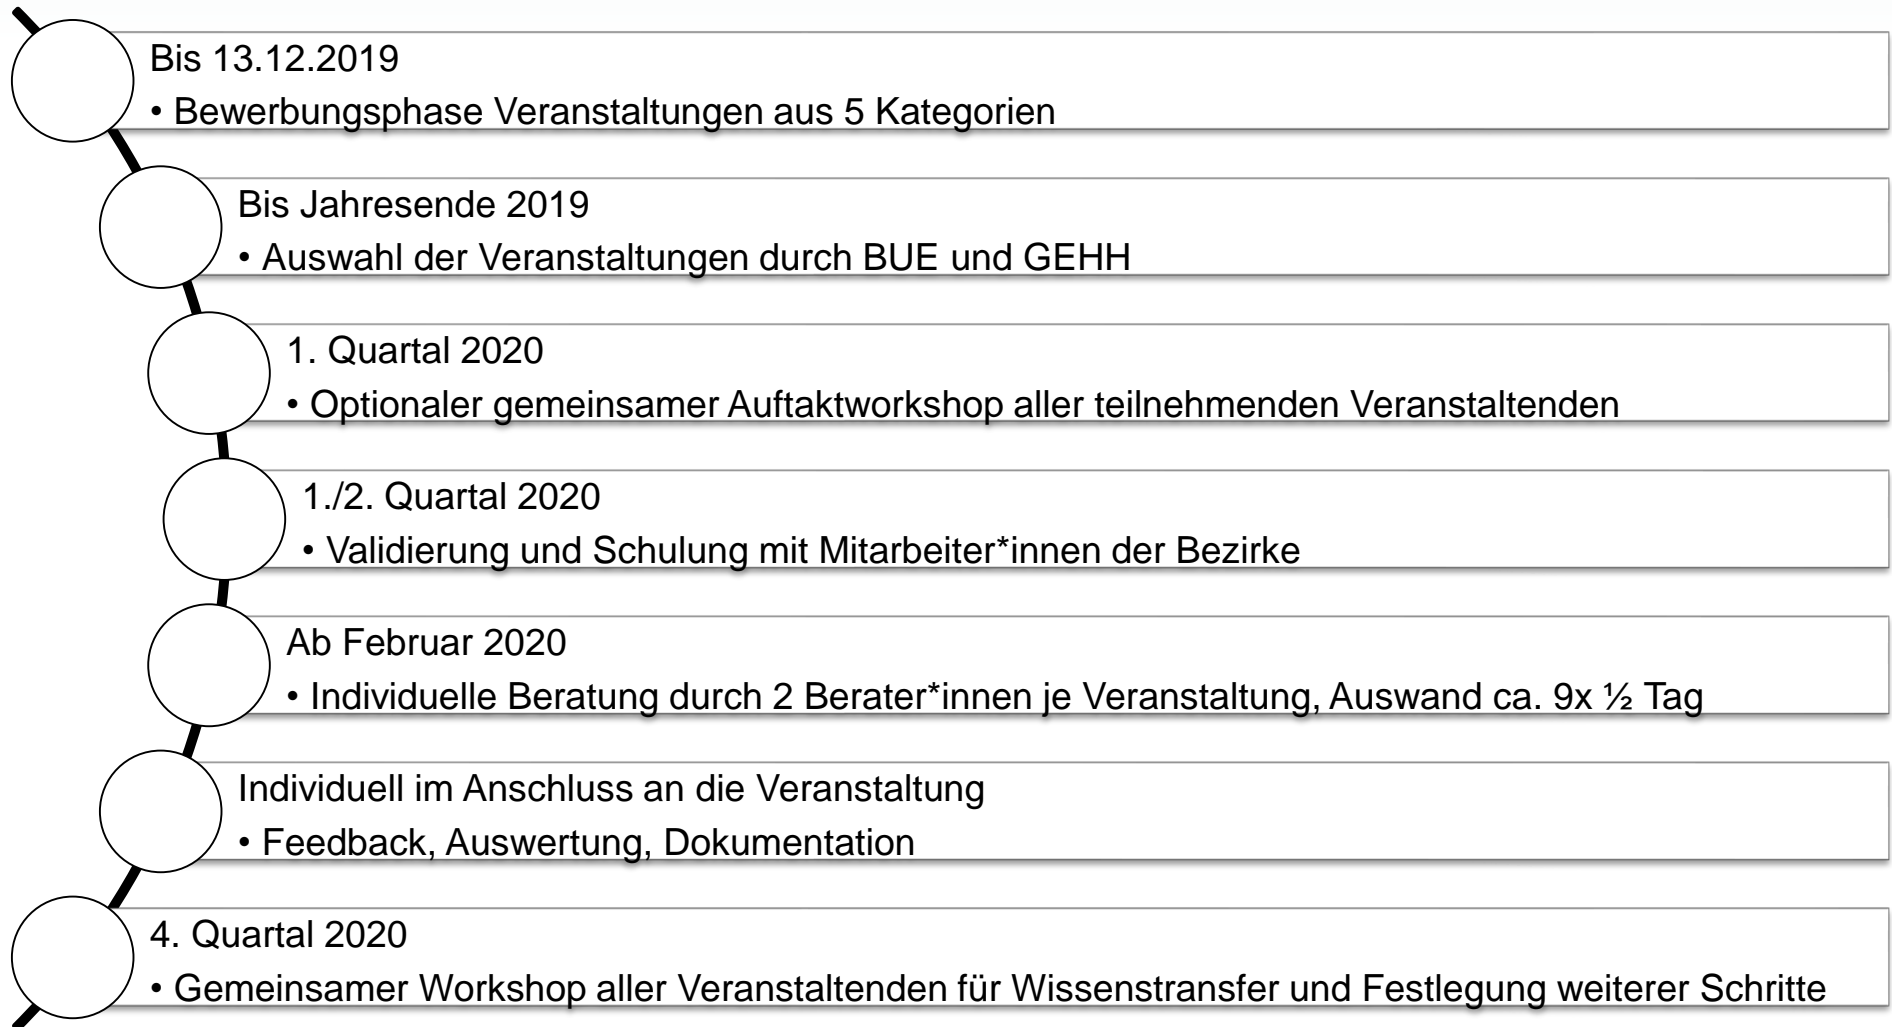 Bis 13.12.2019
• Bewerbungsphase Veranstaltungen aus 5 Kategorien
Bis Jahresende 2019
• Auswahl der Veranstaltungen durch BUE und GEHH
1. Quartal 2020
• Optionaler gemeinsamer Auftaktworkshop aller teilnehmenden Veranstaltenden
1./2. Quartal 2020
• Validierung und Schulung mit Mitarbeiter*innen der Bezirke
Ab Februar 2020
• Individuelle Beratung durch 2 Berater*innen je Veranstaltung, Auswand ca. 9x ½ Tag
Individuell im Anschluss an die Veranstaltung
• Feedback, Auswertung, Dokumentation
4. Quartal 2020
• Gemeinsamer Workshop aller Veranstaltenden für Wissenstransfer und Festlegung weiterer Schritte